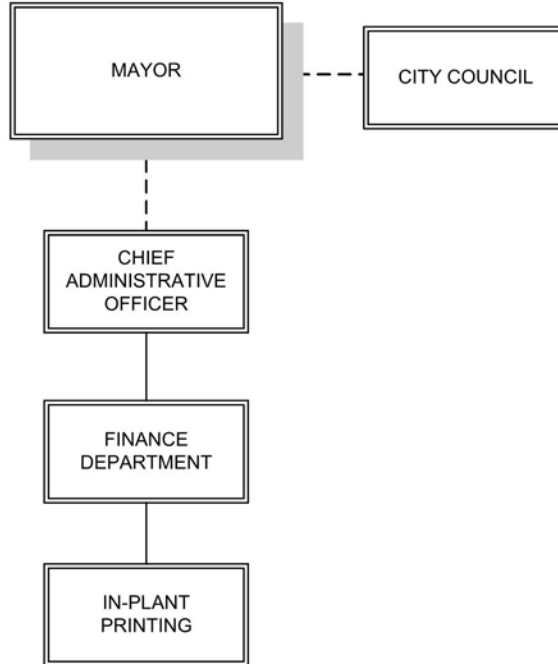 MAYOR
CITY COUNCIL
CHIEF
ADMINISTRATIVE
OFFICER
FINANCE
DEPARTMENT
IN-PLANT
PRINTING